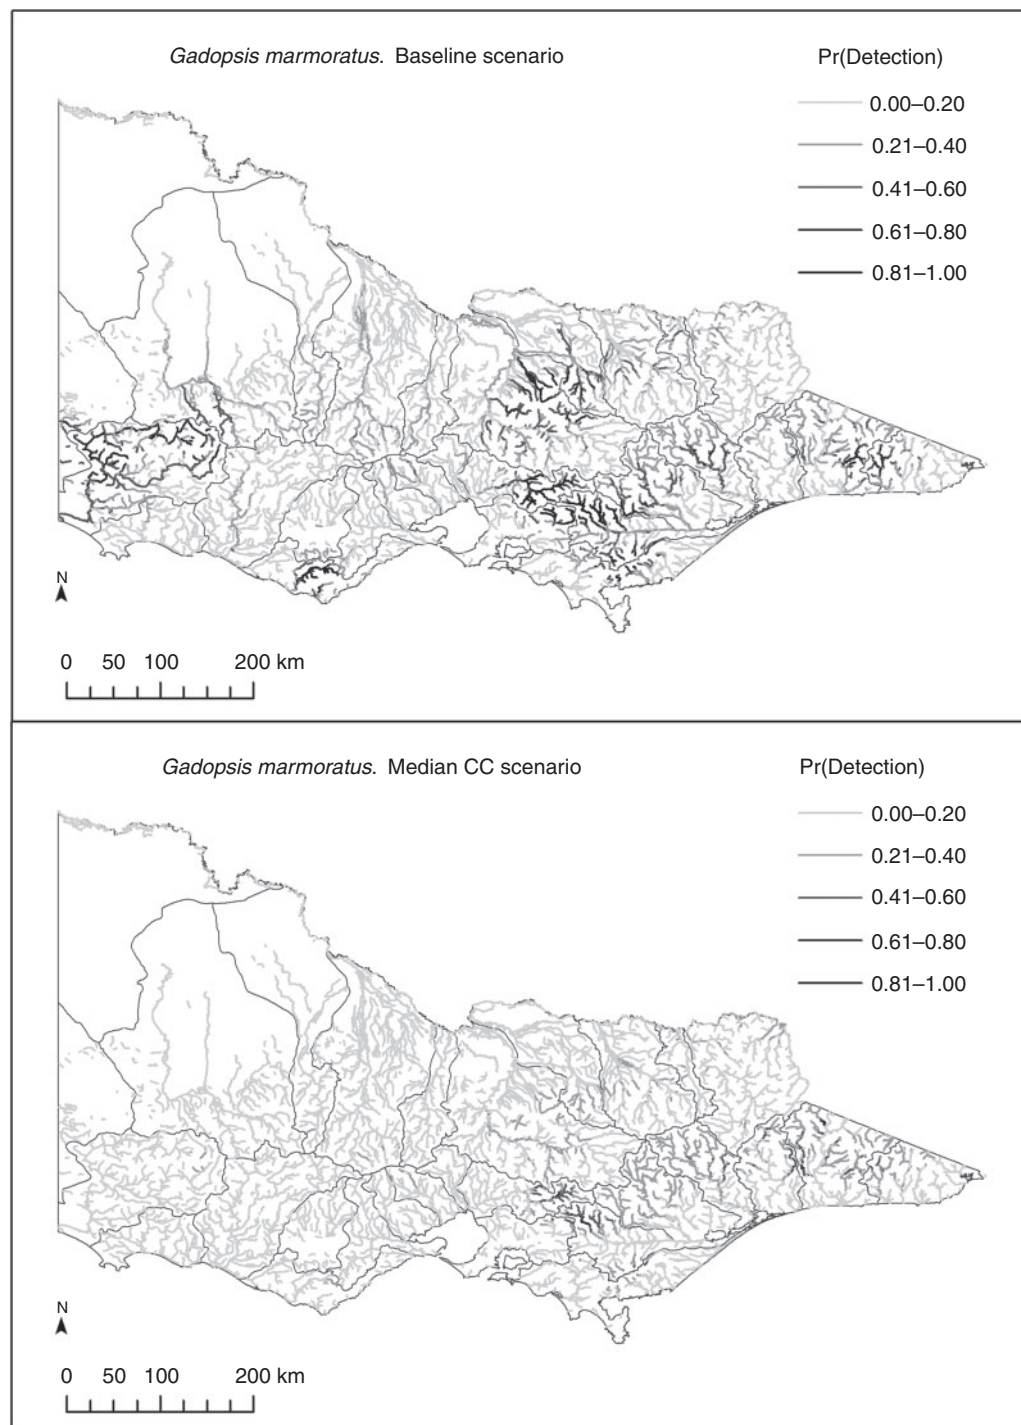 Gadopsis marmoratus. Baseline scenario
Pr(Detection)
0.00–0.20
0.21–0.40
0.41–0.60
0.61–0.80
0.81–1.00
N
0 50 100 200 km
Gadopsis marmoratus. Median CC scenario
Pr(Detection)
0.00–0.20
0.21–0.40
0.41–0.60
0.61–0.80
0.81–1.00
N
0 50 100 200 km